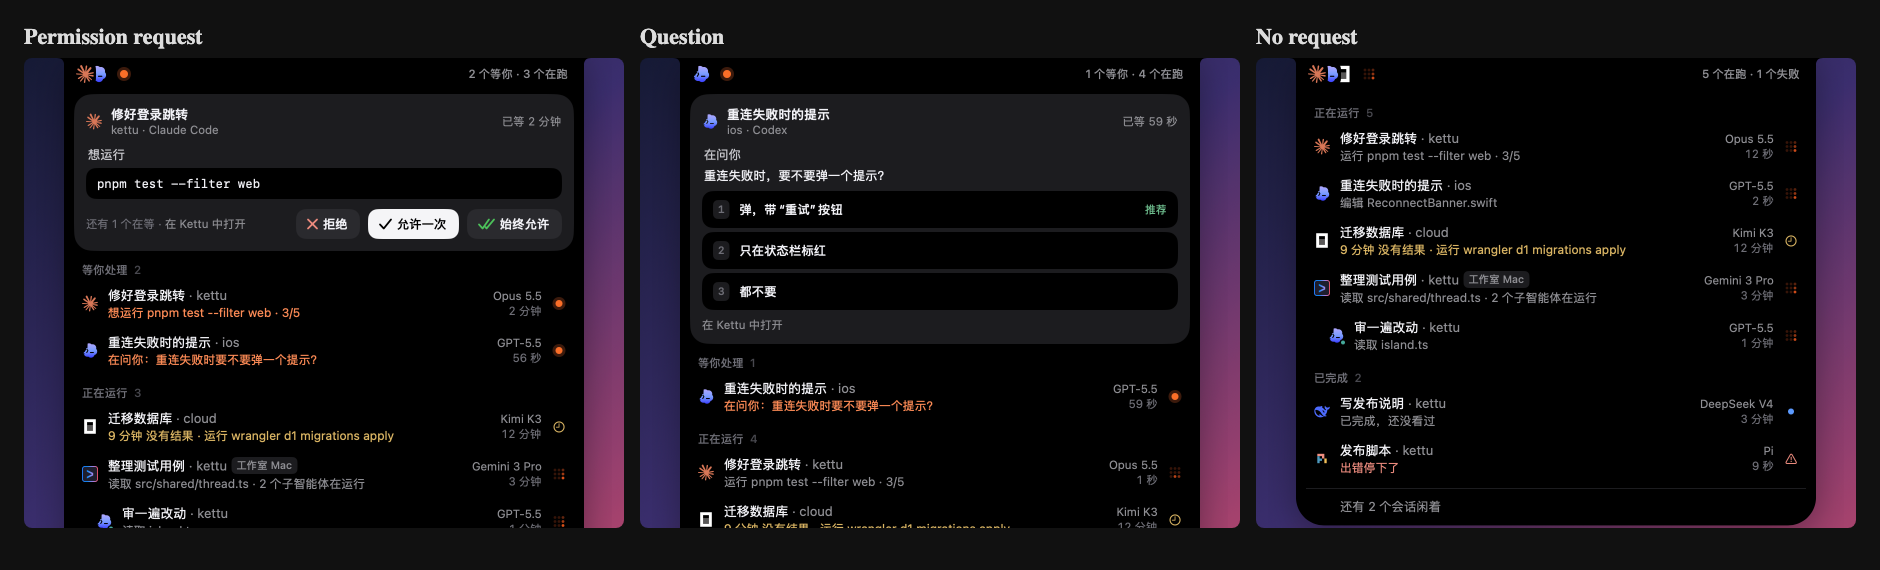 Permission request
2 个等你 · 3 个在跑
修好登录跳转
kettu · Claude Code
已等 2 分钟
想运行
pnpm test --filter web
还有 1 个在等 · 在 Kettu 中打开
拒绝
允许一次
始终允许
等你处理 2
修好登录跳转 · kettu
Opus 5.5
想运行 pnpm test --filter web · 3/5
2 分钟
重连失败时的提示 · ios
GPT-5.5
在问你：重连失败时要不要弹一个提示?
56 秒
正在运行 3
迁移数据库 · cloud
Kimi K3
9 分钟 没有结果 · 运行 wrangler d1 migrations apply
12 分钟
整理测试用例 · kettu 工作室 Mac
Gemini 3 Pro
读取 src/shared/thread.ts · 2 个子智能体在运行
3 分钟
审一遍改动 · kettu
GPT-5.5
Question
1 个等你 · 4 个在跑
重连失败时的提示
ios · Codex
已等 59 秒
在问你
重连失败时，要不要弹一个提示?
1 弹，带 “重试” 按钮
推荐
2 只在状态栏标红
3 都不要
在 Kettu 中打开
等你处理 1
重连失败时的提示 · ios
GPT-5.5
在问你：重连失败时要不要弹一个提示?
59 秒
正在运行 4
修好登录跳转 · kettu
Opus 5.5
运行 pnpm test --filter web · 3/5
1 秒
迁移数据库 · cloud
Kimi K3
9 分钟 没有结果 · 运行 wrangler d1 migrations apply
12 分钟
No request
5 个在跑 · 1 个失败
正在运行 5
修好登录跳转 · kettu
Opus 5.5
运行 pnpm test --filter web · 3/5
12 秒
重连失败时的提示 · ios
GPT-5.5
编辑 ReconnectBanner.swift
2 秒
迁移数据库 · cloud
Kimi K3
9 分钟 没有结果 · 运行 wrangler d1 migrations apply
12 分钟
整理测试用例 · kettu 工作室 Mac
Gemini 3 Pro
读取 src/shared/thread.ts · 2 个子智能体在运行
3 分钟
审一遍改动 · kettu
GPT-5.5
读取 island.ts
1 分钟
已完成 2
写发布说明 · kettu
DeepSeek V4
已完成，还没看过
3 分钟
发布脚本 · kettu
Pi
出错停下了
9 秒
还有 2 个会话闲着